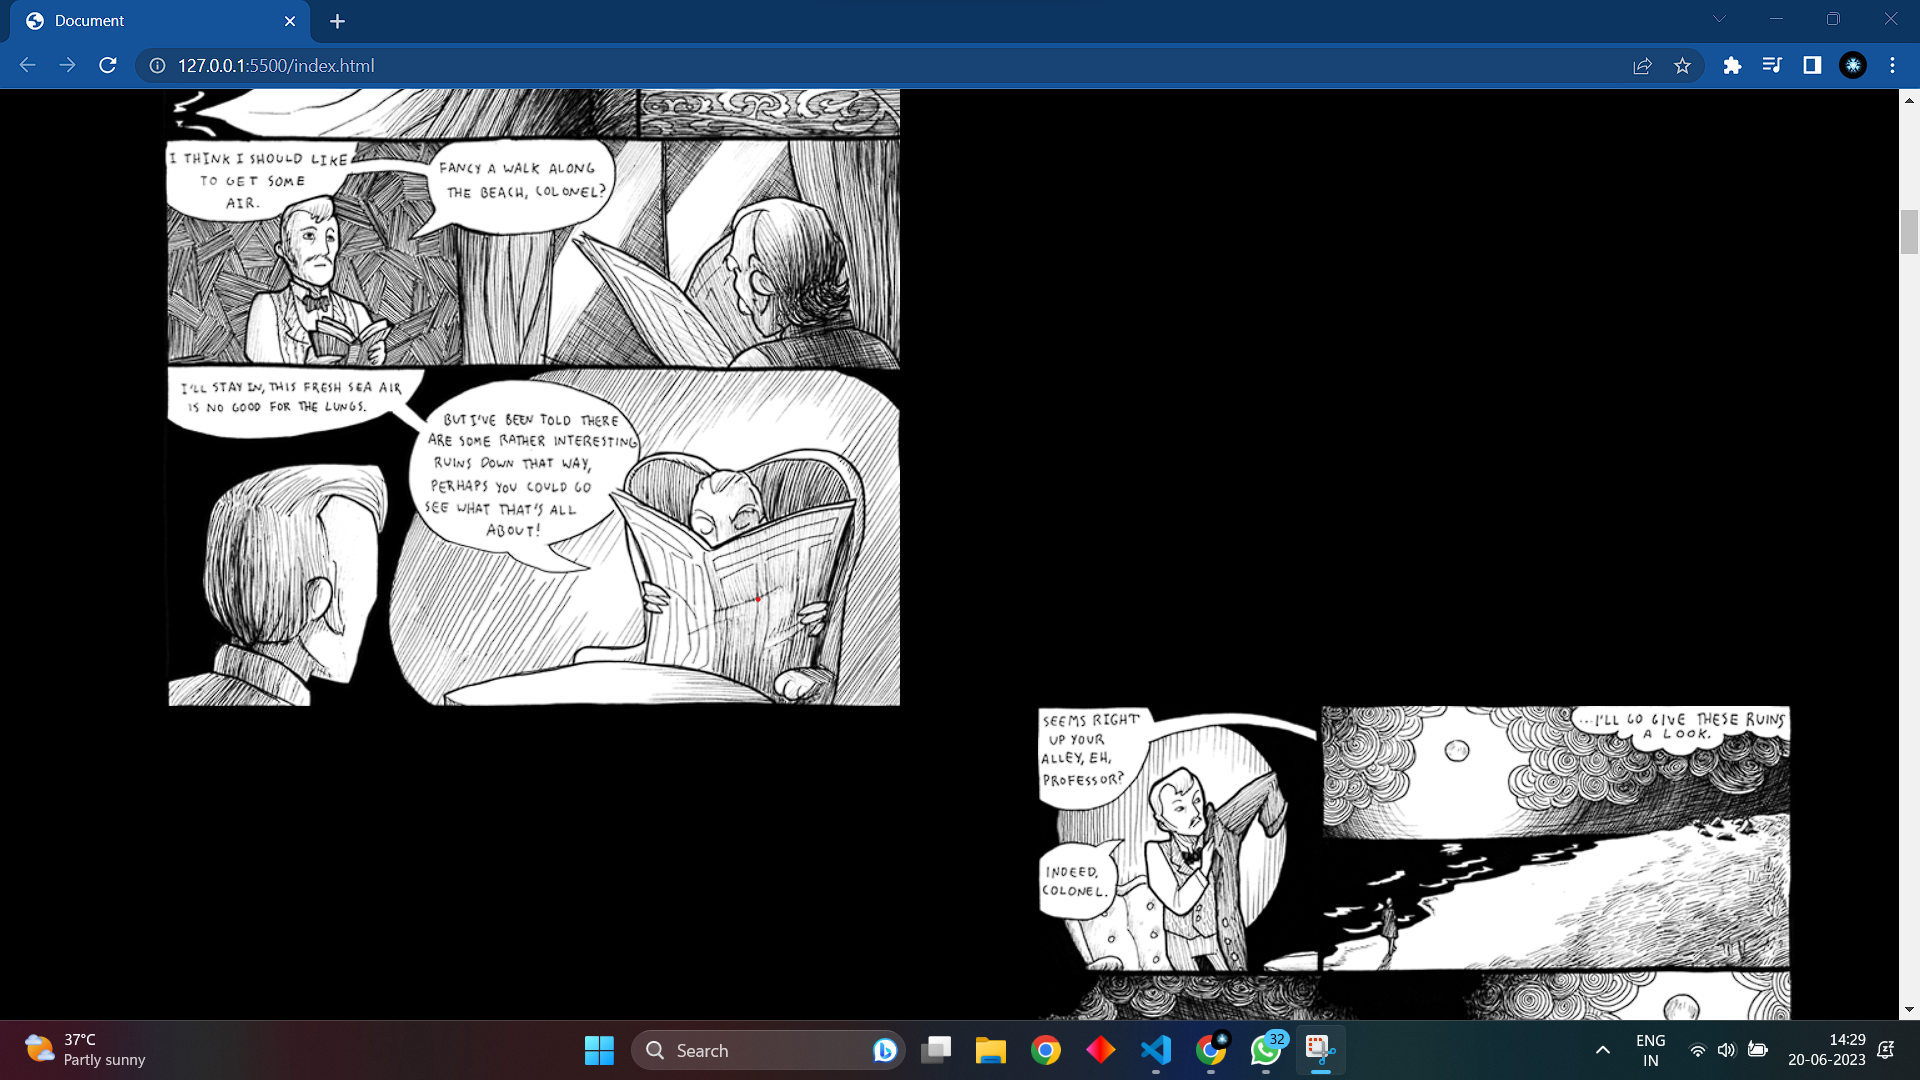 Document
127.0.0.1:5500/index.html
I THINK I SHOULD LIKE
TO GET SOME
AIR.
FANCY A WALK ALONG
THE BEACH, COLONEL?
I'LL STAY IN, THIS FRESH SEA AIR
IS NO GOOD FOR THE LUNGS.
BUT I'VE BEEN TOLD THERE
ARE SOME RATHER INTERESTING
RUINS DOWN THAT WAY,
PERHAPS YOU COULD GO
SEE WHAT THAT'S ALL
ABOUT!
SEEMS RIGHT
UP YOUR
ALLEY, EH,
PROFESSOR?
INDEED,
COLONEL.
...I'LL GO GIVE THESE RUINS
A LOOK.
37°C
Partly sunny
Search
32
ENG
IN
14:29
20-06-2023